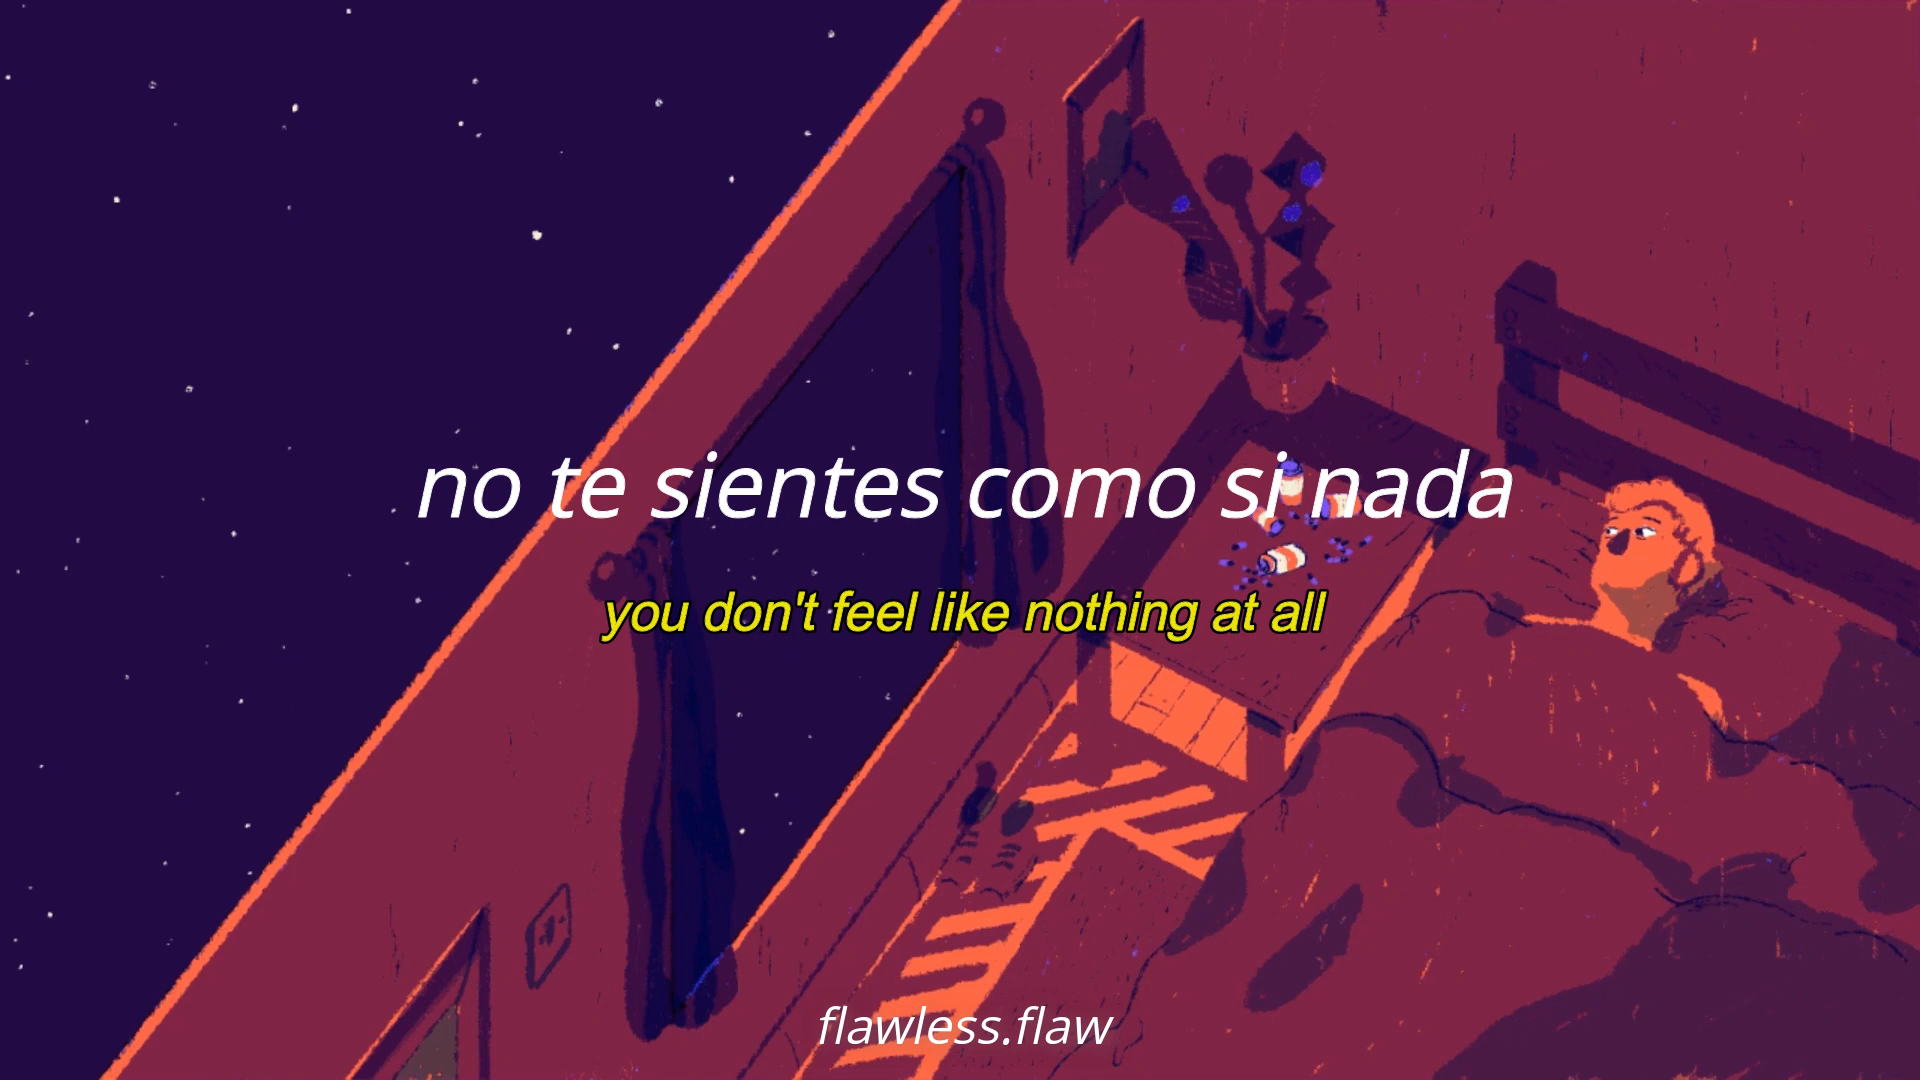 no te sientes como si nada
you don't feel like nothing at all
flawless.flaw